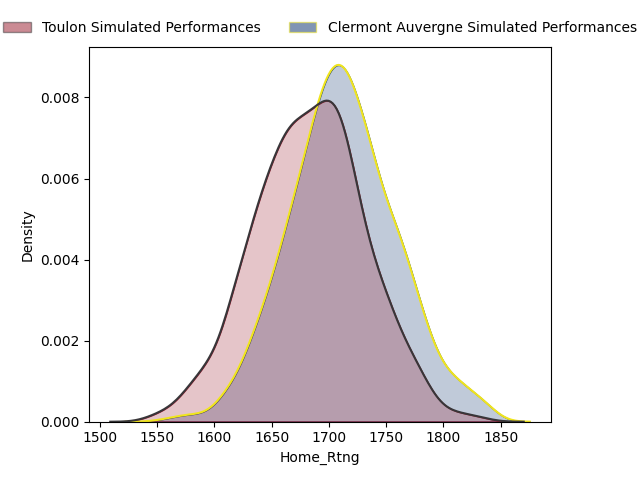 Toulon Simulated Performances
Clermont Auvergne Simulated Performances
0.008
0.006
0.004
0.002
0.000
Density
1500 1550 1600 1650 1700 1750 1800 1850
Home_Rtng